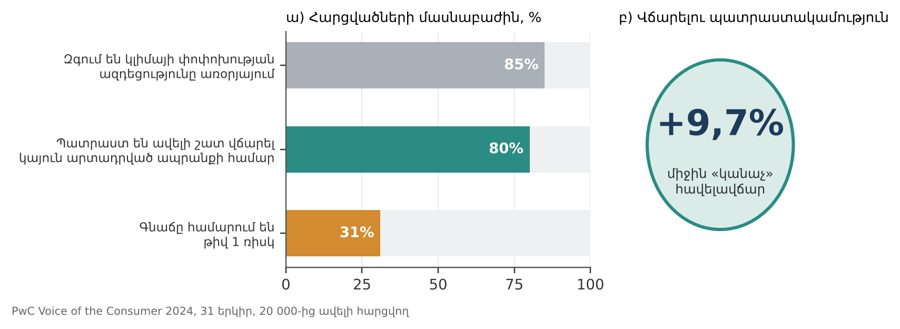 ա) Հարցվածների մասնաբաժին, %
Զգում են կլիմայի փոփոխության
ազդեցությունը առօրյայում
85%
Պատրաստ են ավելի շատ վճարել
կայուն արտադրված ապրանքի համար
80%
Գնաճը համարում են
թիվ 1 ռիսկ
31%
0 25 50 75 100
բ) Վճարելու պատրաստակամություն
+9,7%
միջին «կանաչ»
հավելավճար
PwC Voice of the Consumer 2024, 31 երկիր, 20 000-ից ավելի հարցվող